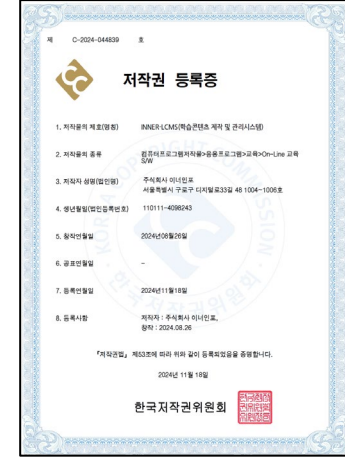 제 C-2024-044839 호
저작권 등록증
1. 저작물의 제호(명칭) INNER-LCMS(학습콘텐츠 제작 및 관리시스템)
2. 저작물의 종류 컴퓨터프로그램저작물>응용프로그램>교육>On-Line 교육
S/W
3. 저작자 성명(법인명) 주식회사 이너인포
서울특별시 구로구 디지털로33길 48 1004-1006호
4. 생년월일(법인등록번호) 110111-4098243
5. 창작연월일 2024년08월26일
6. 공표연월일 -
7. 등록연월일 2024년11월18일
8. 등록사항 저작자 : 주식회사 이너인포,
창작 : 2024.08.26
『저작권법』 제53조에 따라 위와 같이 등록되었음을 증명합니다.
2024년 11월 18일
한국저작권위원회